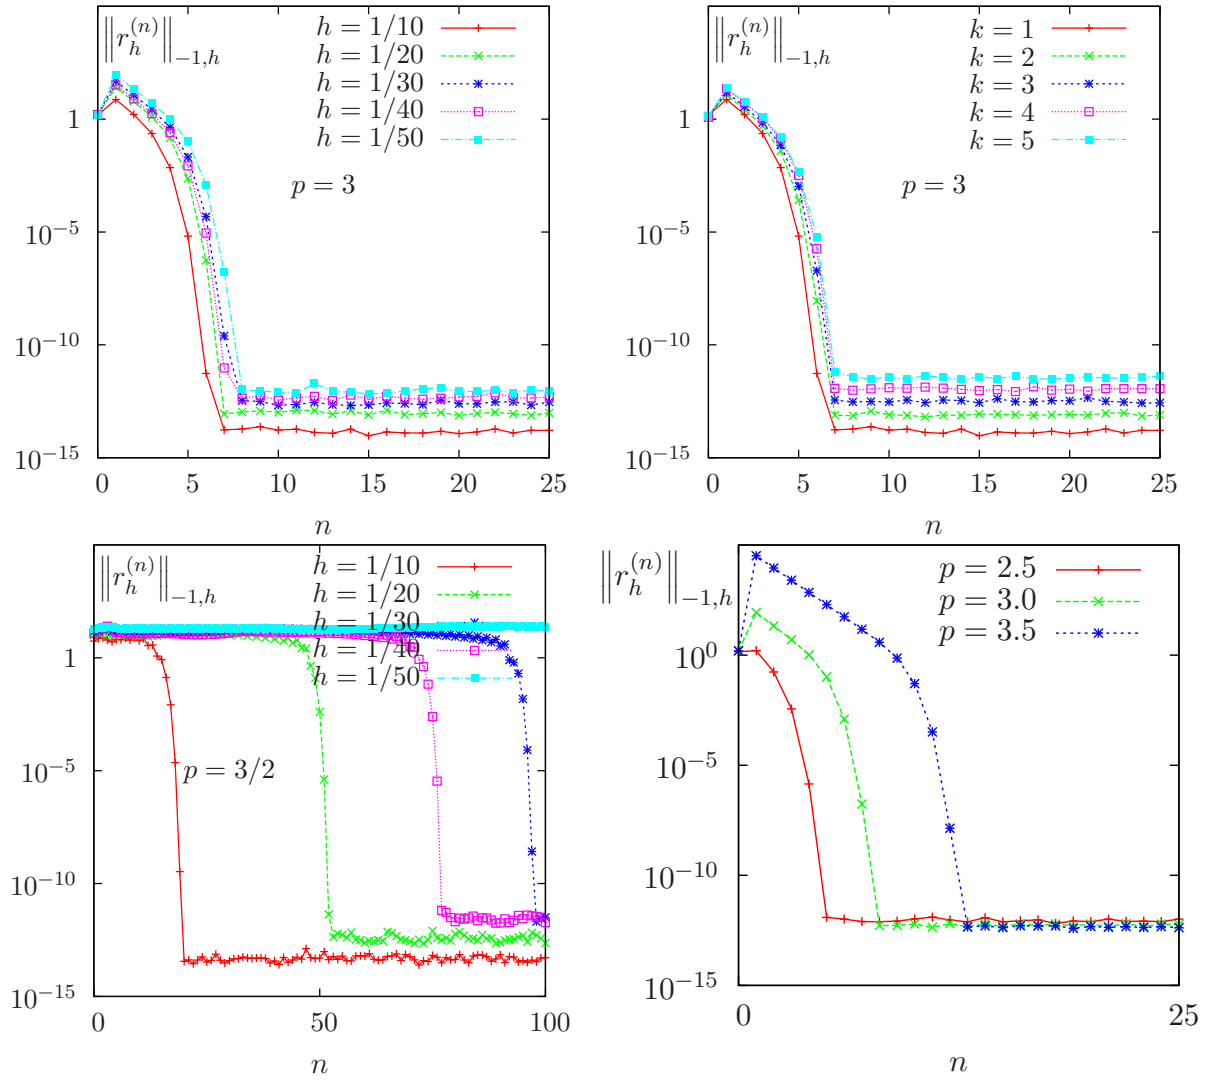 ‖r_h^(n)‖_{-1,h}
h = 1/10
h = 1/20
h = 1/30
h = 1/40
h = 1/50
p = 3
1
10^-5
10^-10
10^-15
0 5 10 15 20 25
n
‖r_h^(n)‖_{-1,h}
k = 1
k = 2
k = 3
k = 4
k = 5
p = 3
1
10^-5
10^-10
10^-15
0 5 10 15 20 25
n
‖r_h^(n)‖_{-1,h}
h = 1/10
h = 1/20
h = 1/30
h = 1/40
h = 1/50
p = 3/2
1
10^-5
10^-10
10^-15
0 50 100
n
‖r_h^(n)‖_{-1,h}
p = 2.5
p = 3.0
p = 3.5
10^0
10^-5
10^-10
10^-15
0 25
n